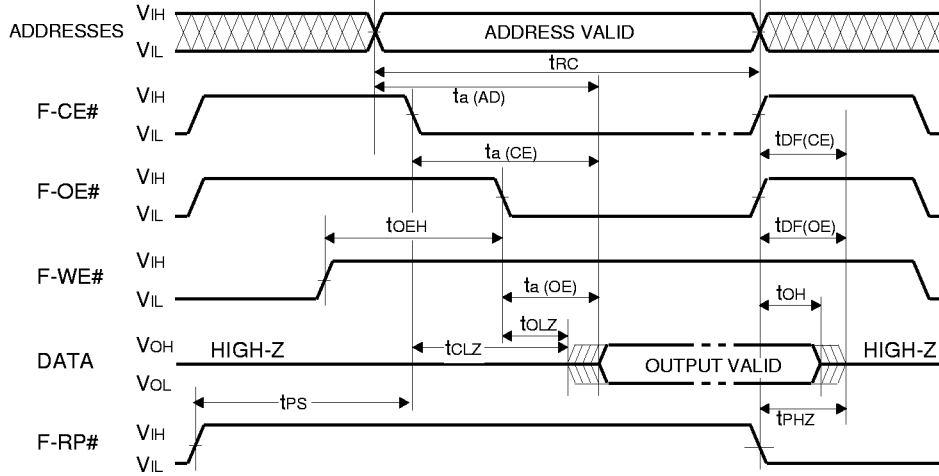 ADDRESSES
VIH
VIL
ADDRESS VALID
tRC
ta (AD)
F-CE#
VIH
VIL
ta (CE)
tDF(CE)
F-OE#
VIH
VIL
tOEH
tDF(OE)
F-WE#
VIH
VIL
ta (OE)
tOH
tOLZ
DATA
VOH
VOL
HIGH-Z
tCLZ
OUTPUT VALID
HIGH-Z
tPS
tPHZ
F-RP#
VIH
VIL